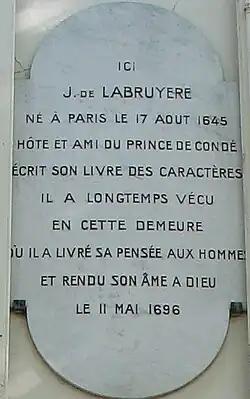 ICI
J. DE LABRUYERE
NÉ À PARIS LE 17 AOUT 1645
HÔTE ET AMI DU PRINCE DE CONDÉ
ÉCRIT SON LIVRE DES CARACTÈRES
IL A LONGTEMPS VÉCU
EN CETTE DEMEURE
OÙ IL A LIVRÉ SA PENSÉE AUX HOMMES
ET RENDU SON ÂME A DIEU
LE 11 MAI 1696